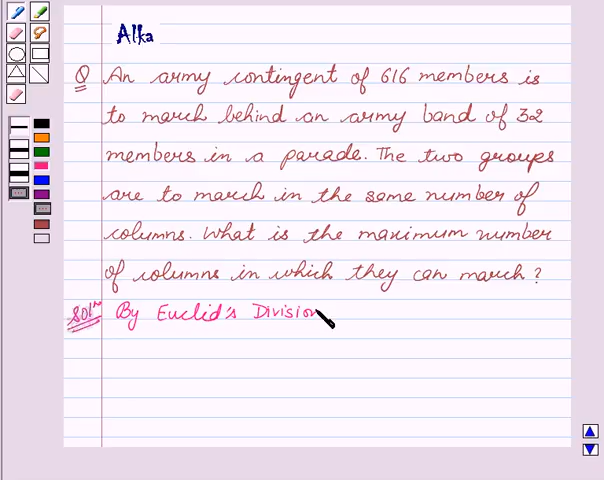 Alka
Q An army contingent of 616 members is
to march behind an army band of 32
members in a parade. The two groups
are to march in the same number of
columns. What is the maximum number
of columns in which they can march?
Solⁿ By Euclid's Division